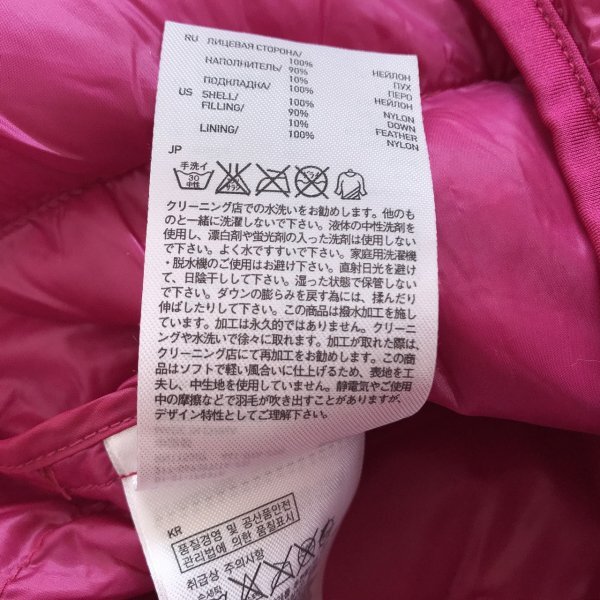 RU ЛИЦЕВАЯ СТОРОНА/ 100% НЕЙЛОН
НАПОЛНИТЕЛЬ/ 90% ПУХ
10% ПЕРО
ПОДКЛАДКА/ 100% НЕЙЛОН
US SHELL/ 100% NYLON
FILLING/ 90% DOWN
10% FEATHER
LINING/ 100% NYLON
JP
手洗イ
30
中性
クリーニング店での水洗いをお勧めします。他のも
のと一緒に洗濯しないで下さい。液体の中性洗剤を
使用し、漂白剤や蛍光剤の入った洗剤は使用しない
で下さい。よく水ですすいで下さい。家庭用洗濯機
・脱水機のご使用はお避け下さい。直射日光を避け
て、日陰干しして下さい。湿った状態で保管しない
で下さい。ダウンの膨らみを戻す為には、揉んだり
伸ばしたりして下さい。この商品は撥水加工を施し
ています。加工は永久的ではありません。クリーニ
ングや水洗いで徐々に取れます。加工が取れた際は、
クリーニング店にて再加工をお勧めします。この商
品はソフトで軽い風合いに仕上げるため、表地を工
夫し、中生地を使用していません。静電気やご使用
中の摩擦などで羽毛が吹き出すことがありますが、
デザイン特性としてご理解下さい。
KR
품질경영 및 공산품안전
관리법에 의한 품질표시
취급상 주의사항
손세탁